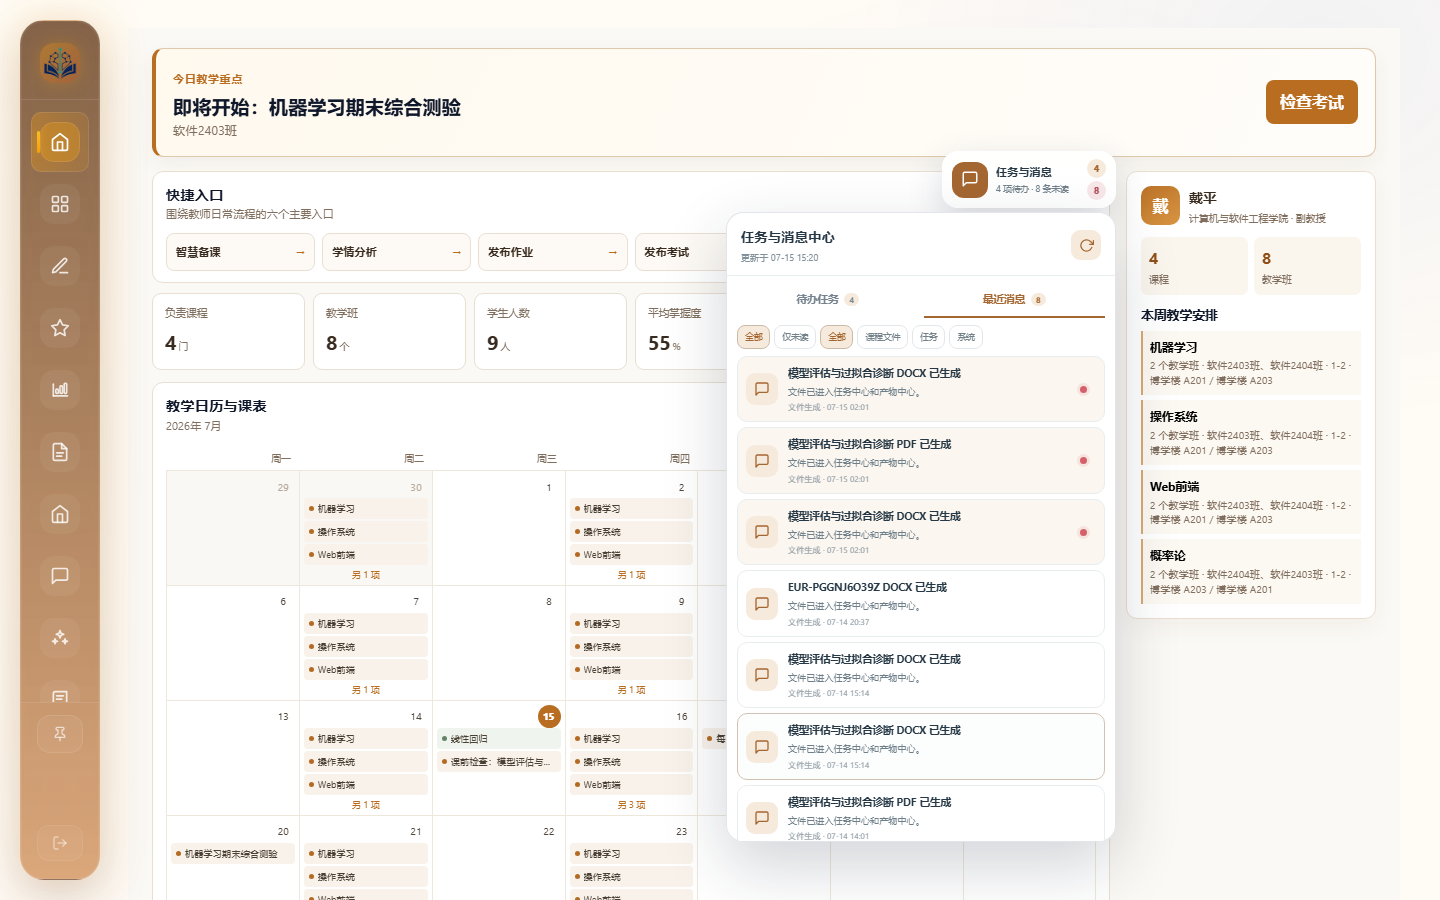 今日教学重点
即将开始：机器学习期末综合测验
软件2403班
检查考试
任务与消息
4 项待办 · 8 条未读
4
8
快捷入口
围绕教师日常流程的六个主要入口
智慧备课 →
学情分析 →
发布作业 →
发布考试
负责课程
4 门
教学班
8 个
学生人数
9 人
平均掌握度
55 %
教学日历与课表
2026年 7月
周一
周二
周三
周四
29
30
机器学习
操作系统
Web前端
另 1 项
1
2
机器学习
操作系统
Web前端
另 1 项
6
7
机器学习
操作系统
Web前端
另 1 项
8
9
机器学习
操作系统
Web前端
另 1 项
13
14
机器学习
操作系统
Web前端
另 1 项
15
线性回归
课前检查：模型评估与...
16
机器学习
操作系统
Web前端
另 3 项
每
20
机器学习期末综合测验
21
机器学习
操作系统
Web前端
22
23
机器学习
操作系统
Web前端
任务与消息中心
更新于 07-15 15:20
待办任务 4
最近消息 8
全部
仅未读
全部
课程文件
任务
系统
模型评估与过拟合诊断 DOCX 已生成
文件已进入任务中心和产物中心。
文件生成 · 07-15 02:01
模型评估与过拟合诊断 PDF 已生成
文件已进入任务中心和产物中心。
文件生成 · 07-15 02:01
模型评估与过拟合诊断 DOCX 已生成
文件已进入任务中心和产物中心。
文件生成 · 07-15 02:01
EUR-PGGNJ6O39Z DOCX 已生成
文件已进入任务中心和产物中心。
文件生成 · 07-14 20:37
模型评估与过拟合诊断 DOCX 已生成
文件已进入任务中心和产物中心。
文件生成 · 07-14 15:14
模型评估与过拟合诊断 DOCX 已生成
文件已进入任务中心和产物中心。
文件生成 · 07-14 15:14
模型评估与过拟合诊断 PDF 已生成
文件已进入任务中心和产物中心。
文件生成 · 07-14 14:01
戴
戴平
计算机与软件工程学院 · 副教授
4
课程
8
教学班
本周教学安排
机器学习
2 个教学班 · 软件2403班、软件2404班 · 1-2 ·
博学楼 A201 / 博学楼 A203
操作系统
2 个教学班 · 软件2403班、软件2404班 · 1-2 ·
博学楼 A201 / 博学楼 A203
Web前端
2 个教学班 · 软件2403班、软件2404班 · 1-2 ·
博学楼 A201 / 博学楼 A203
概率论
2 个教学班 · 软件2404班、软件2403班 · 1-2 ·
博学楼 A203 / 博学楼 A201